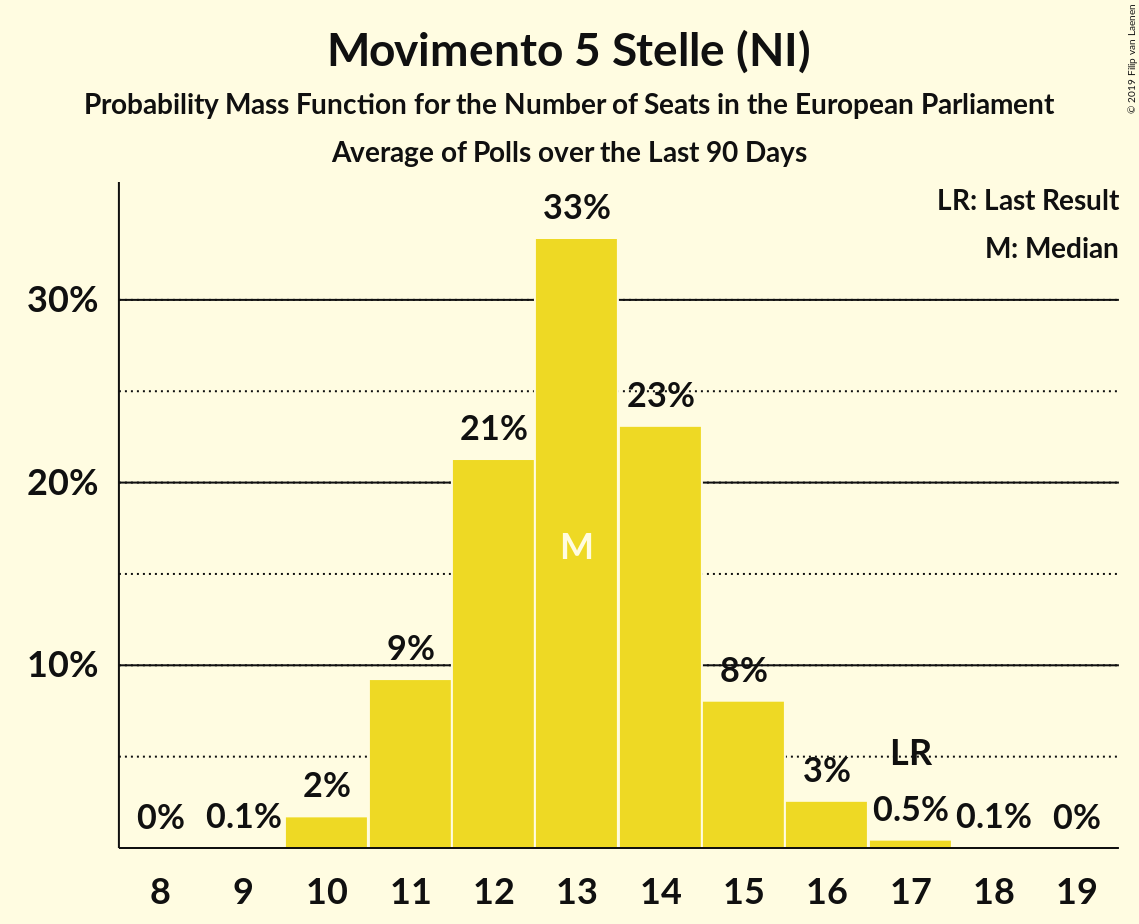 Movimento 5 Stelle (NI)
Probability Mass Function for the Number of Seats in the European Parliament
Average of Polls over the Last 90 Days
© 2019 Filip van Laenen
LR: Last Result
M: Median
33%
30%
23%
21%
20%
M
9%
10%
8%
LR
3%
2%
0%
0.1%
0.5%
0.1%
0%
8 9 10 11 12 13 14 15 16 17 18 19